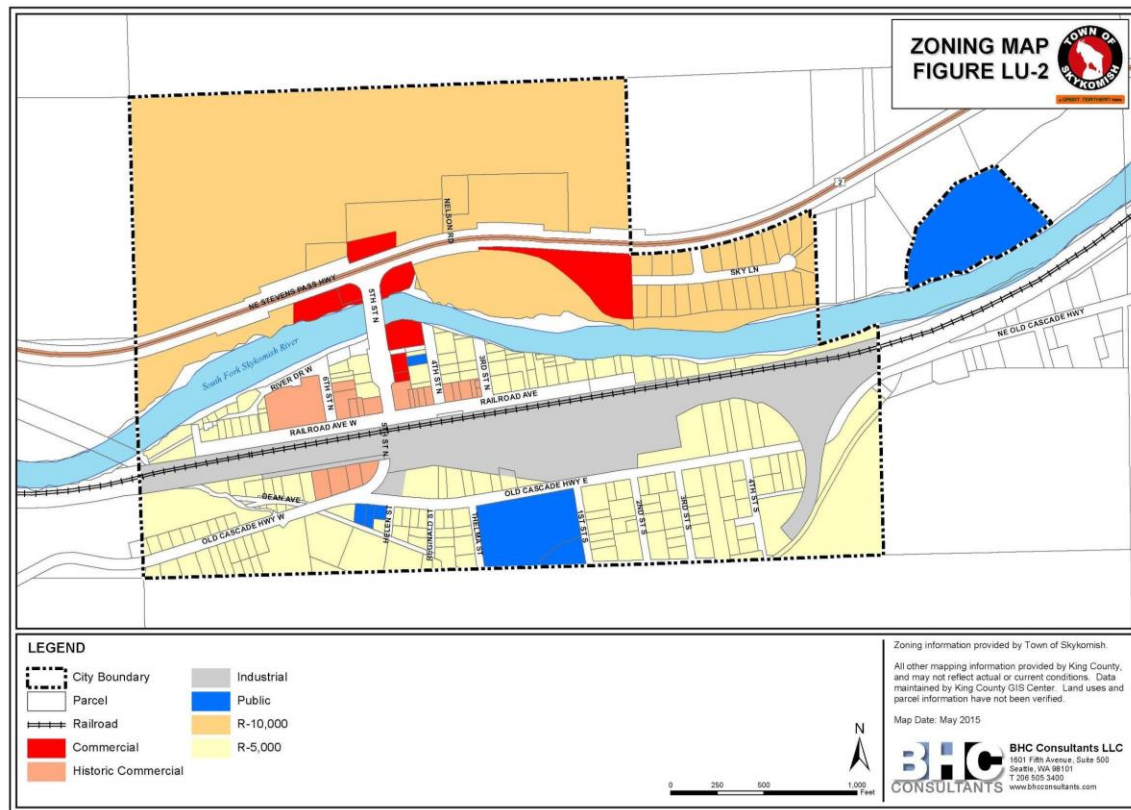 ZONING MAP
FIGURE LU-2
TOWN OF
SKYKOMISH
2
NELSON RD
NE STEVENS PASS HWY
SKY LN
5TH ST N
South Fork Skykomish River
NE OLD CASCADE HWY
RIVER DR W
6TH ST N
4TH ST N
3RD ST N
RAILROAD AVE
RAILROAD AVE W
5TH ST N
DEAN AVE
OLD CASCADE HWY E
OLD CASCADE HWY W
HELEN ST
REGINALD ST
THELMA ST
1ST ST S
2ND ST S
3RD ST S
4TH ST S
LEGEND
City Boundary
Parcel
Railroad
Commercial
Historic Commercial
Industrial
Public
R-10,000
R-5,000
N
0 250 500 1,000
Feet
Zoning information provided by Town of Skykomish.
All other mapping information provided by King County,
and may not reflect actual or current conditions. Data
maintained by King County GIS Center. Land uses and
parcel information have not been verified.
Map Date: May 2015
BHC
CONSULTANTS
BHC Consultants LLC
1601 Fifth Avenue, Suite 500
Seattle, WA 98101
T 206 505 3400
www.bhcconsultants.com